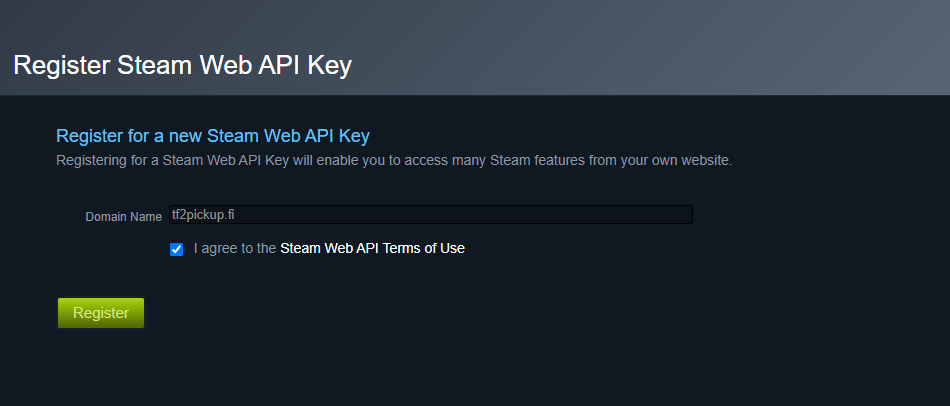 Register Steam Web API Key
Register for a new Steam Web API Key
Registering for a Steam Web API Key will enable you to access many Steam features from your own website.
Domain Name tf2pickup.fi
I agree to the Steam Web API Terms of Use
Register